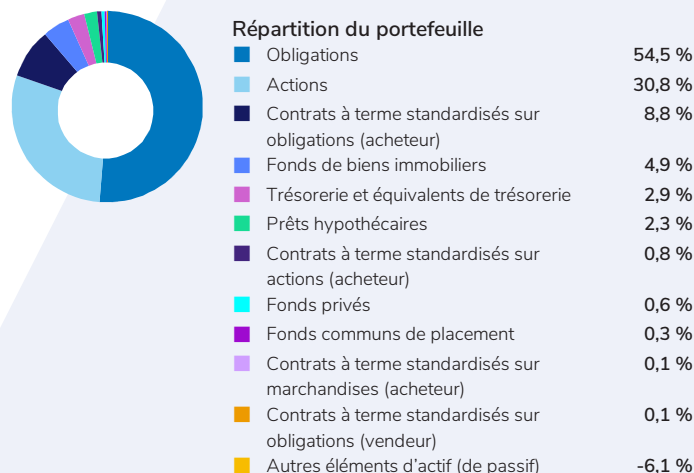 Répartition du portefeuille
Obligations 54,5 %
Actions 30,8 %
Contrats à terme standardisés sur 8,8 %
obligations (acheteur)
Fonds de biens immobiliers 4,9 %
Trésorerie et équivalents de trésorerie 2,9 %
Prêts hypothécaires 2,3 %
Contrats à terme standardisés sur 0,8 %
actions (acheteur)
Fonds privés 0,6 %
Fonds communs de placement 0,3 %
Contrats à terme standardisés sur 0,1 %
marchandises (acheteur)
Contrats à terme standardisés sur 0,1 %
obligations (vendeur)
Autres éléments d’actif (de passif) -6,1 %